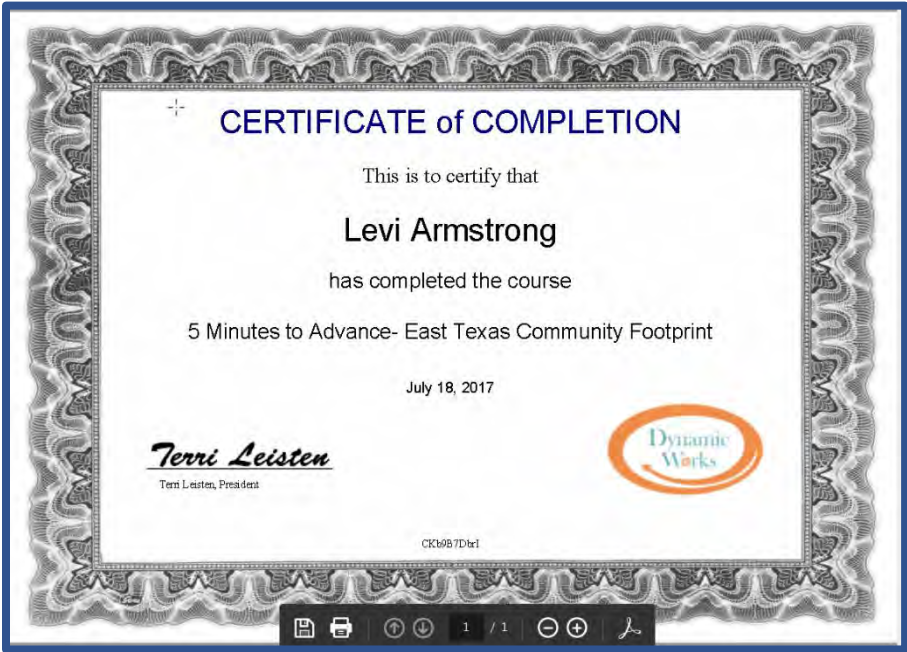 CERTIFICATE of COMPLETION
This is to certify that
Levi Armstrong
has completed the course
5 Minutes to Advance- East Texas Community Footprint
July 18, 2017
Terri Leisten
Terri Leisten, President
Dynamic
Works
CKb9B7DbrI
1 / 1